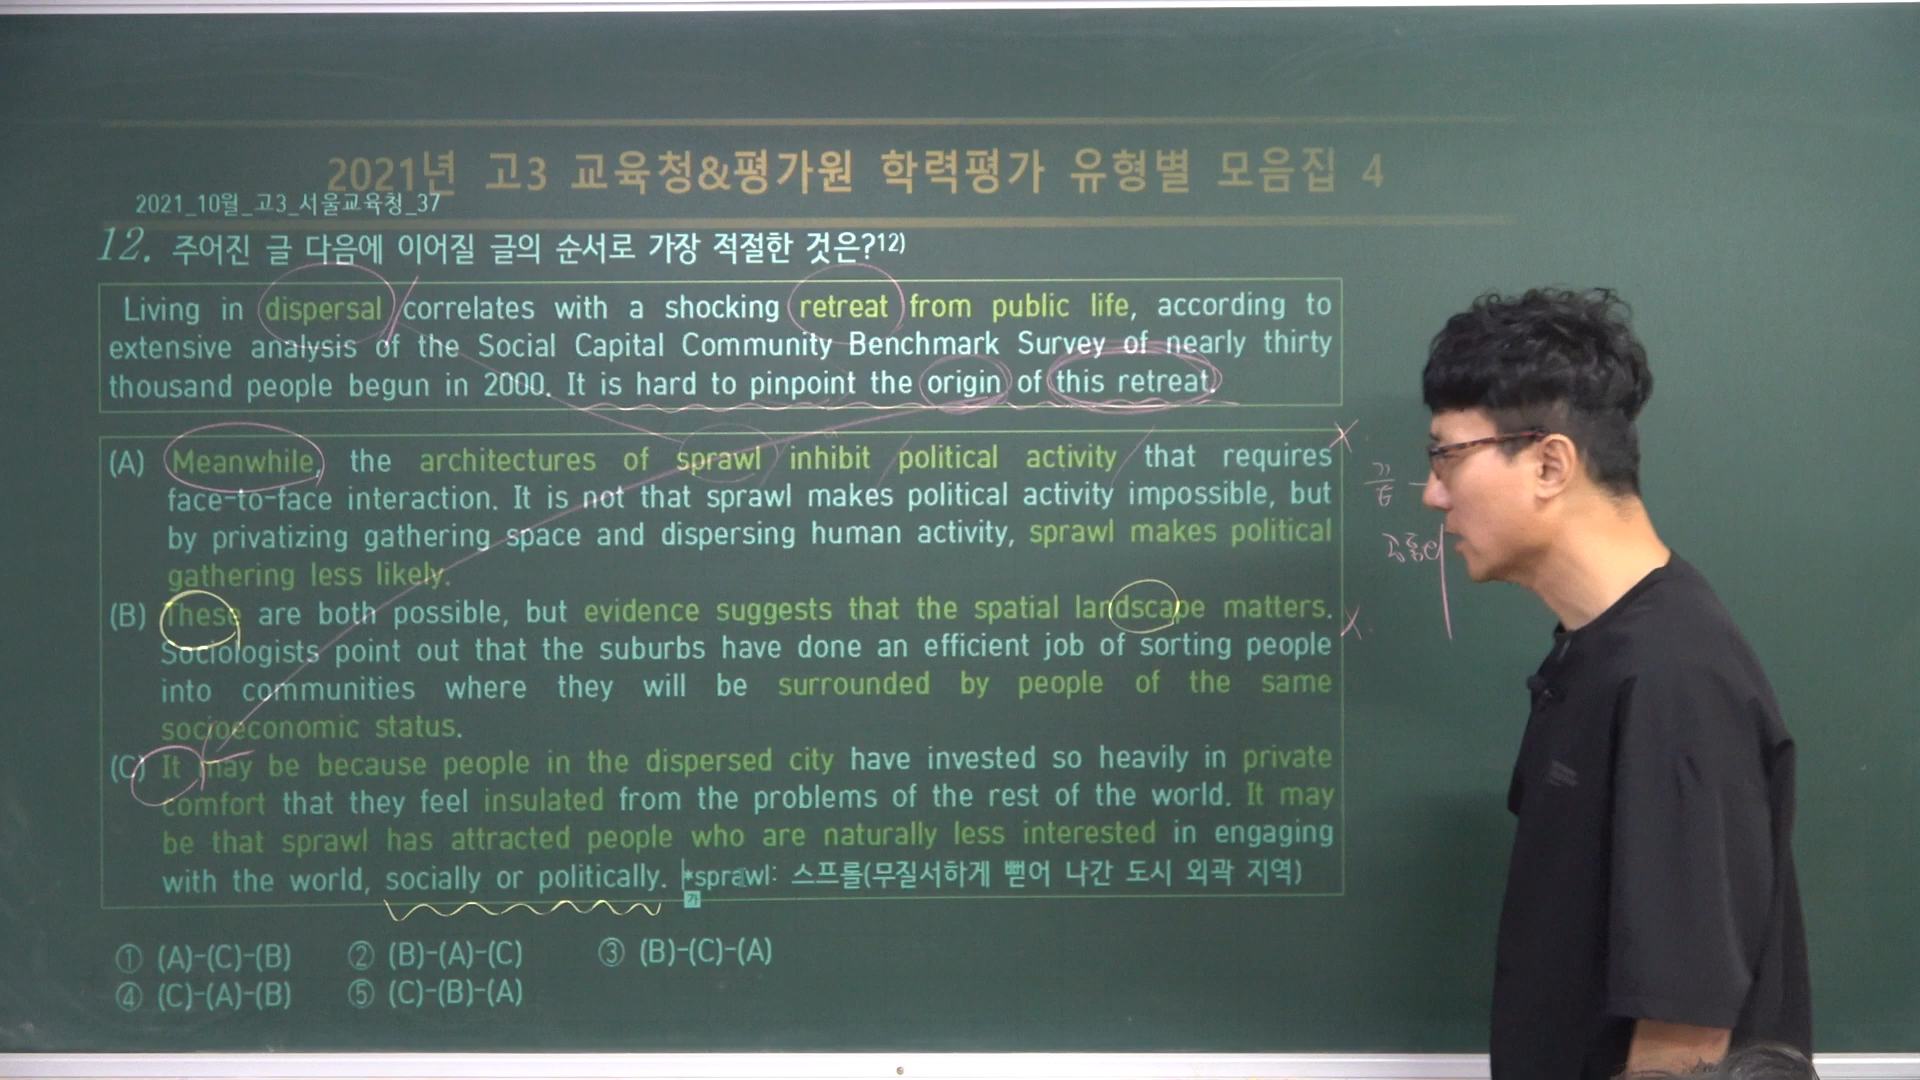 2021년 고3 교육청&평가원 학력평가 유형별 모음집 4
2021_10월_고3_서울교육청_37
12. 주어진 글 다음에 이어질 글의 순서로 가장 적절한 것은?12)
Living in dispersal correlates with a shocking retreat from public life, according to
extensive analysis of the Social Capital Community Benchmark Survey of nearly thirty
thousand people begun in 2000. It is hard to pinpoint the origin of this retreat.
(A) Meanwhile, the architectures of sprawl inhibit political activity that requires
face-to-face interaction. It is not that sprawl makes political activity impossible, but
by privatizing gathering space and dispersing human activity, sprawl makes political
gathering less likely.
(B) These are both possible, but evidence suggests that the spatial landscape matters.
Sociologists point out that the suburbs have done an efficient job of sorting people
into communities where they will be surrounded by people of the same
socioeconomic status.
(C) It may be because people in the dispersed city have invested so heavily in private
comfort that they feel insulated from the problems of the rest of the world. It may
be that sprawl has attracted people who are naturally less interested in engaging
with the world, socially or politically. *sprawl: 스프롤(무질서하게 뻗어 나간 도시 외곽 지역)
가
① (A)-(C)-(B) ② (B)-(A)-(C) ③ (B)-(C)-(A)
④ (C)-(A)-(B) ⑤ (C)-(B)-(A)